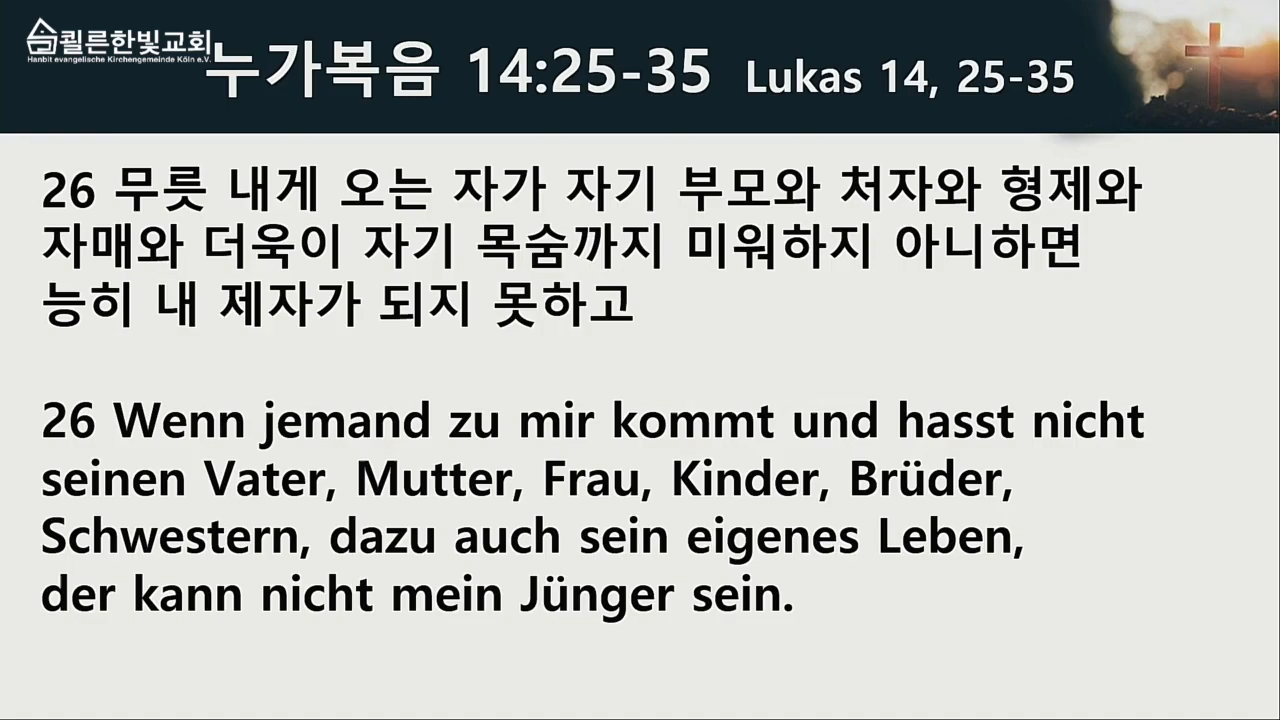 쾰른한빛교회
Hanbit evangelische Kirchengemeinde Köln e.V.
누가복음 14:25-35 Lukas 14, 25-35
26 무릇 내게 오는 자가 자기 부모와 처자와 형제와
자매와 더욱이 자기 목숨까지 미워하지 아니하면
능히 내 제자가 되지 못하고
26 Wenn jemand zu mir kommt und hasst nicht
seinen Vater, Mutter, Frau, Kinder, Brüder,
Schwestern, dazu auch sein eigenes Leben,
der kann nicht mein Jünger sein.